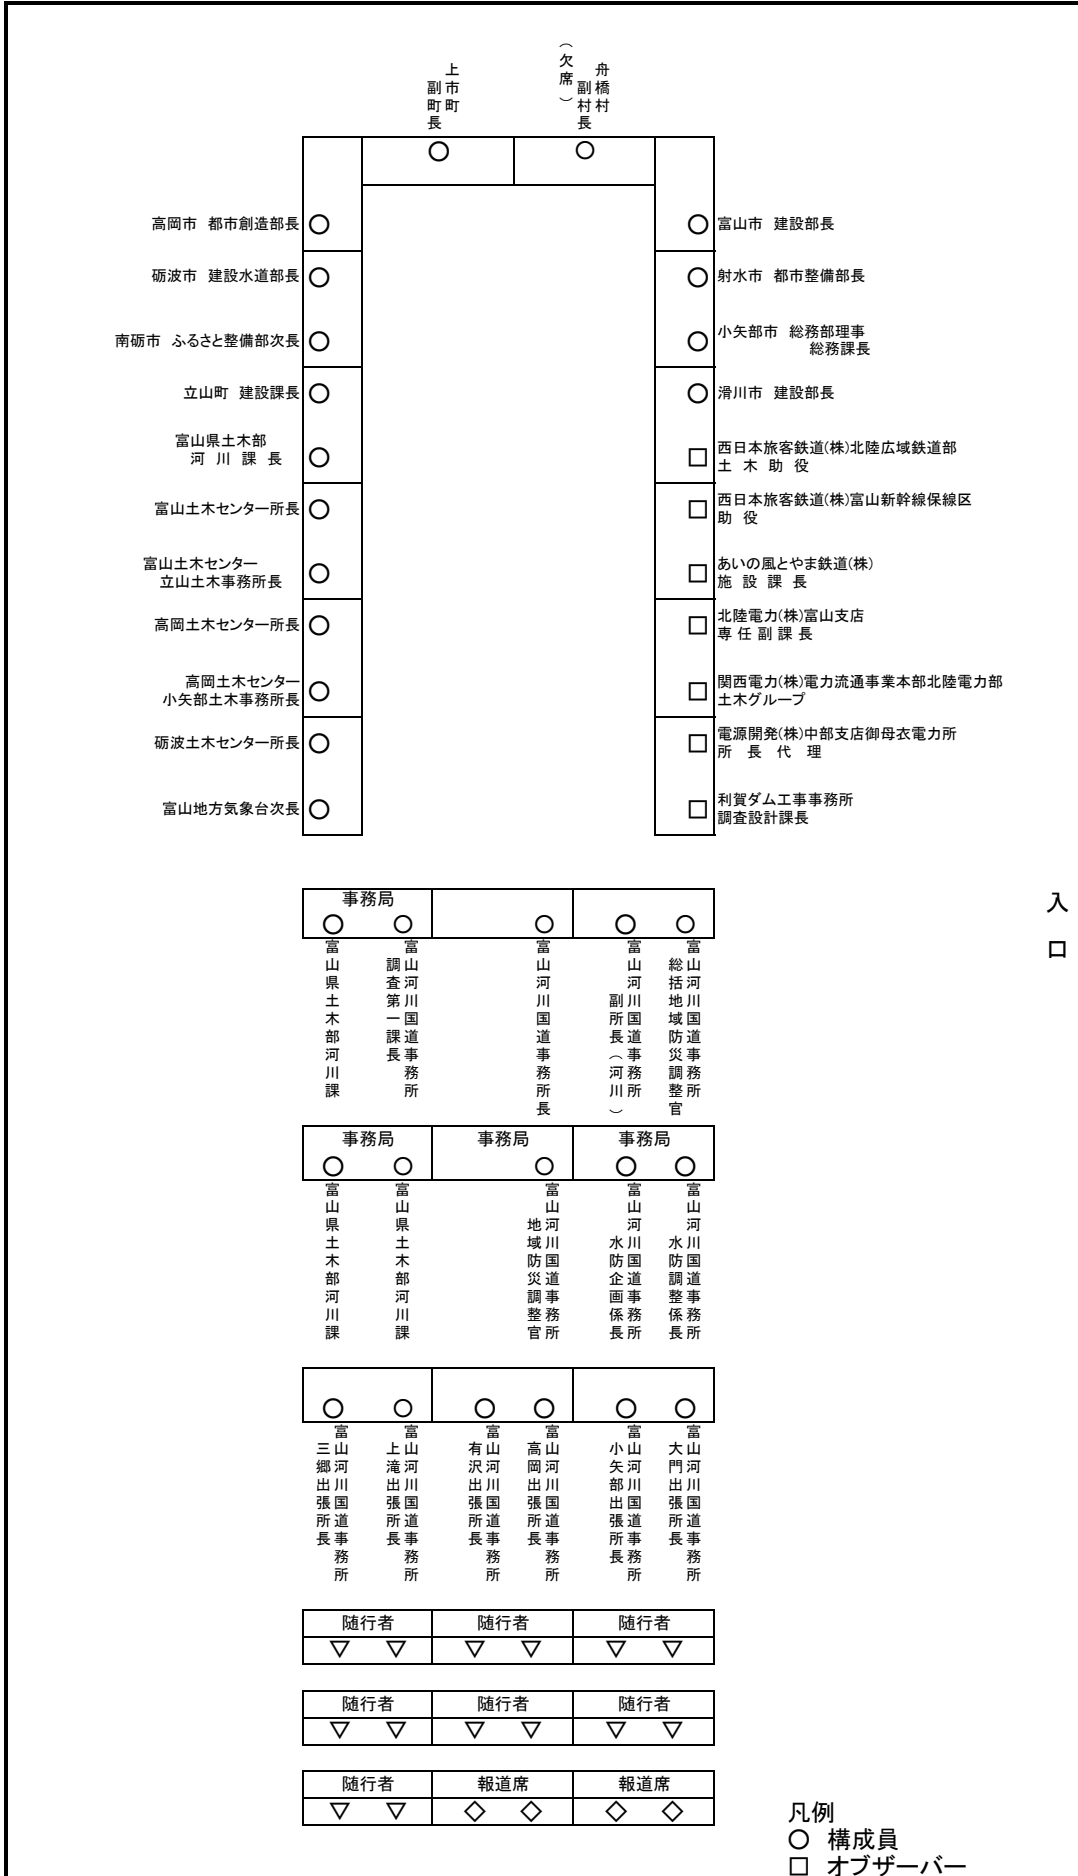 上市町
副町長
舟橋村
副村長
（欠席）
高岡市　都市創造部長
砺波市　建設水道部長
南砺市　ふるさと整備部次長
立山町　建設課長
富山県土木部
河　川　課　長
富山土木センター所長
富山土木センター
立山土木事務所長
高岡土木センター所長
高岡土木センター
小矢部土木事務所長
砺波土木センター所長
富山地方気象台次長
富山市　建設部長
射水市　都市整備部長
小矢部市　総務部理事
総務課長
滑川市　建設部長
西日本旅客鉄道(株)北陸広域鉄道部
土　木　助　役
西日本旅客鉄道(株)富山新幹線保線区
助　役
あいの風とやま鉄道(株)
施　設　課　長
北陸電力(株)富山支店
専 任 副 課 長
関西電力(株)電力流通事業本部北陸電力部
土木グループ
電源開発(株)中部支店御母衣電力所
所　長　代　理
利賀ダム工事事務所
調査設計課長
入口
事務局
富山県土木部河川課
富山河川国道事務所
調査第一課長
富山河川国道事務所長
富山河川国道事務所
副所長（河川）
富山河川国道事務所
総括地域防災調整官
事務局
事務局
事務局
富山県土木部河川課
富山県土木部河川課
富山河川国道事務所
地域防災調整官
富山河川国道事務所
水防企画係長
富山河川国道事務所
水防調整係長
富山河川国道事務所
三郷出張所長
富山河川国道事務所
上滝出張所長
富山河川国道事務所
有沢出張所長
富山河川国道事務所
高岡出張所長
富山河川国道事務所
小矢部出張所長
富山河川国道事務所
大門出張所長
随行者
随行者
随行者
▽　▽　▽　▽　▽　▽
随行者
随行者
随行者
▽　▽　▽　▽　▽　▽
随行者
報道席
報道席
▽　▽　◇　◇　◇　◇
凡例
○　構成員
□　オブザーバー